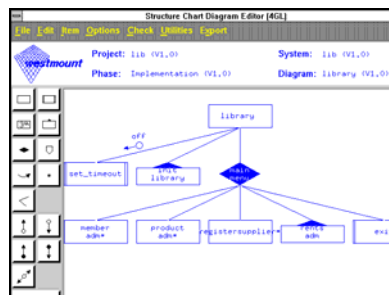 Structure Chart Diagram Editor [4GL]
File Edit Item Options Check Utilities Export
westmount
Project: lib (V1,0)
System: lib (V1,0)
Phase: Implementation (V1,0)
Diagram: library (V1,0)
library
off
set_timeout
init
library
main
menu
member
adm*
product
adm*
registersupplier*
rents
adm
exi